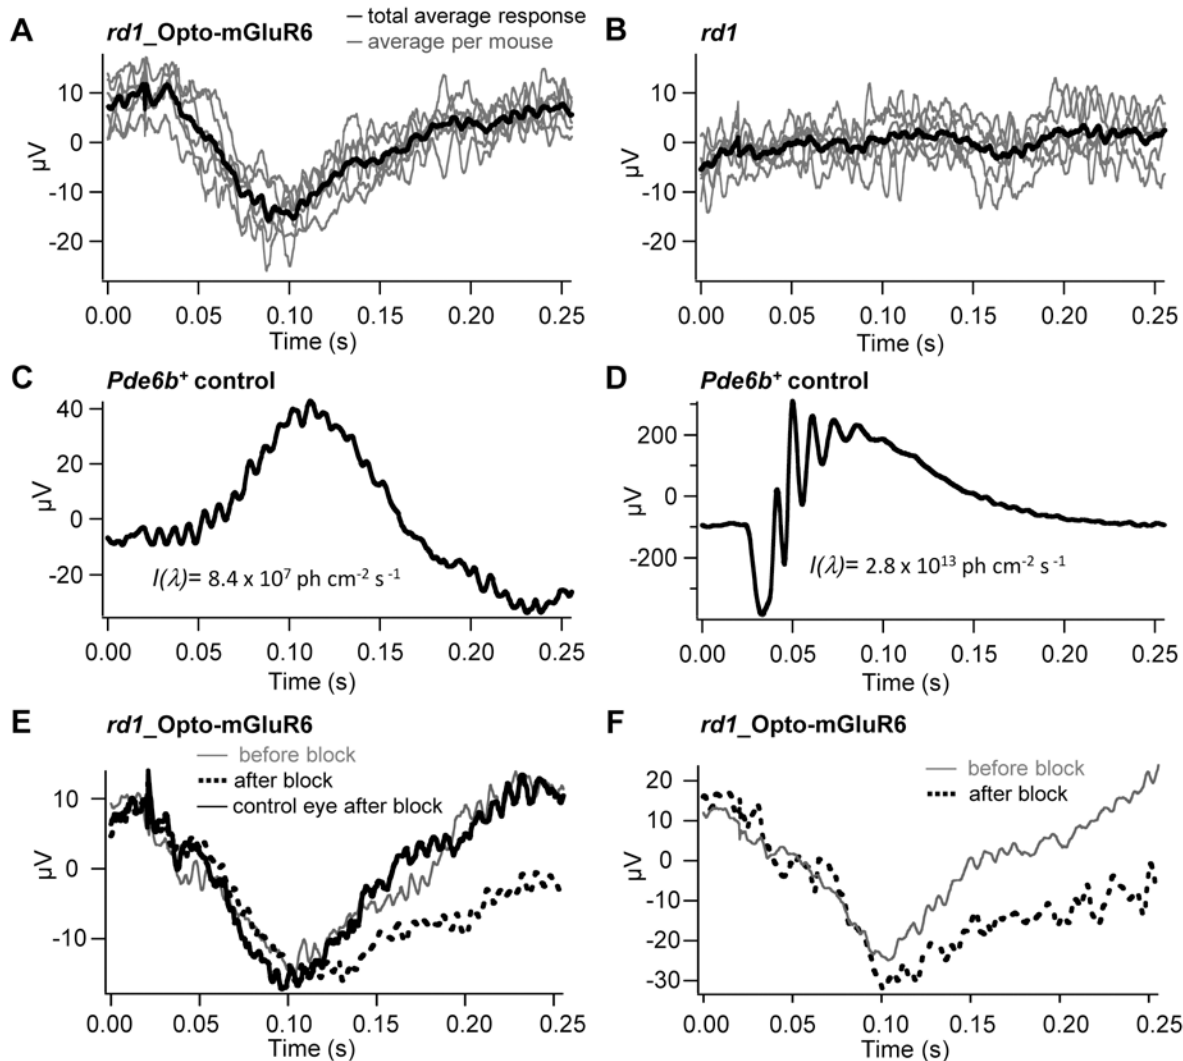 A rd1_Opto-mGluR6
– total average response
– average per mouse
10
0
-10
-20
µV
0.00 0.05 0.10 0.15 0.20 0.25
Time (s)
B rd1
10
0
-10
-20
µV
0.00 0.05 0.10 0.15 0.20 0.25
Time (s)
C Pde6b+ control
40
20
0
-20
µV
I(λ)= 8.4 x 10⁷ ph cm⁻² s⁻¹
0.00 0.05 0.10 0.15 0.20 0.25
Time (s)
D Pde6b+ control
200
0
-200
µV
I(λ)= 2.8 x 10¹³ ph cm⁻² s⁻¹
0.00 0.05 0.10 0.15 0.20 0.25
Time (s)
E rd1_Opto-mGluR6
before block
after block
control eye after block
10
0
-10
µV
0.00 0.05 0.10 0.15 0.20 0.25
Time (s)
F rd1_Opto-mGluR6
before block
after block
20
10
0
-10
-20
-30
µV
0.00 0.05 0.10 0.15 0.20 0.25
Time (s)